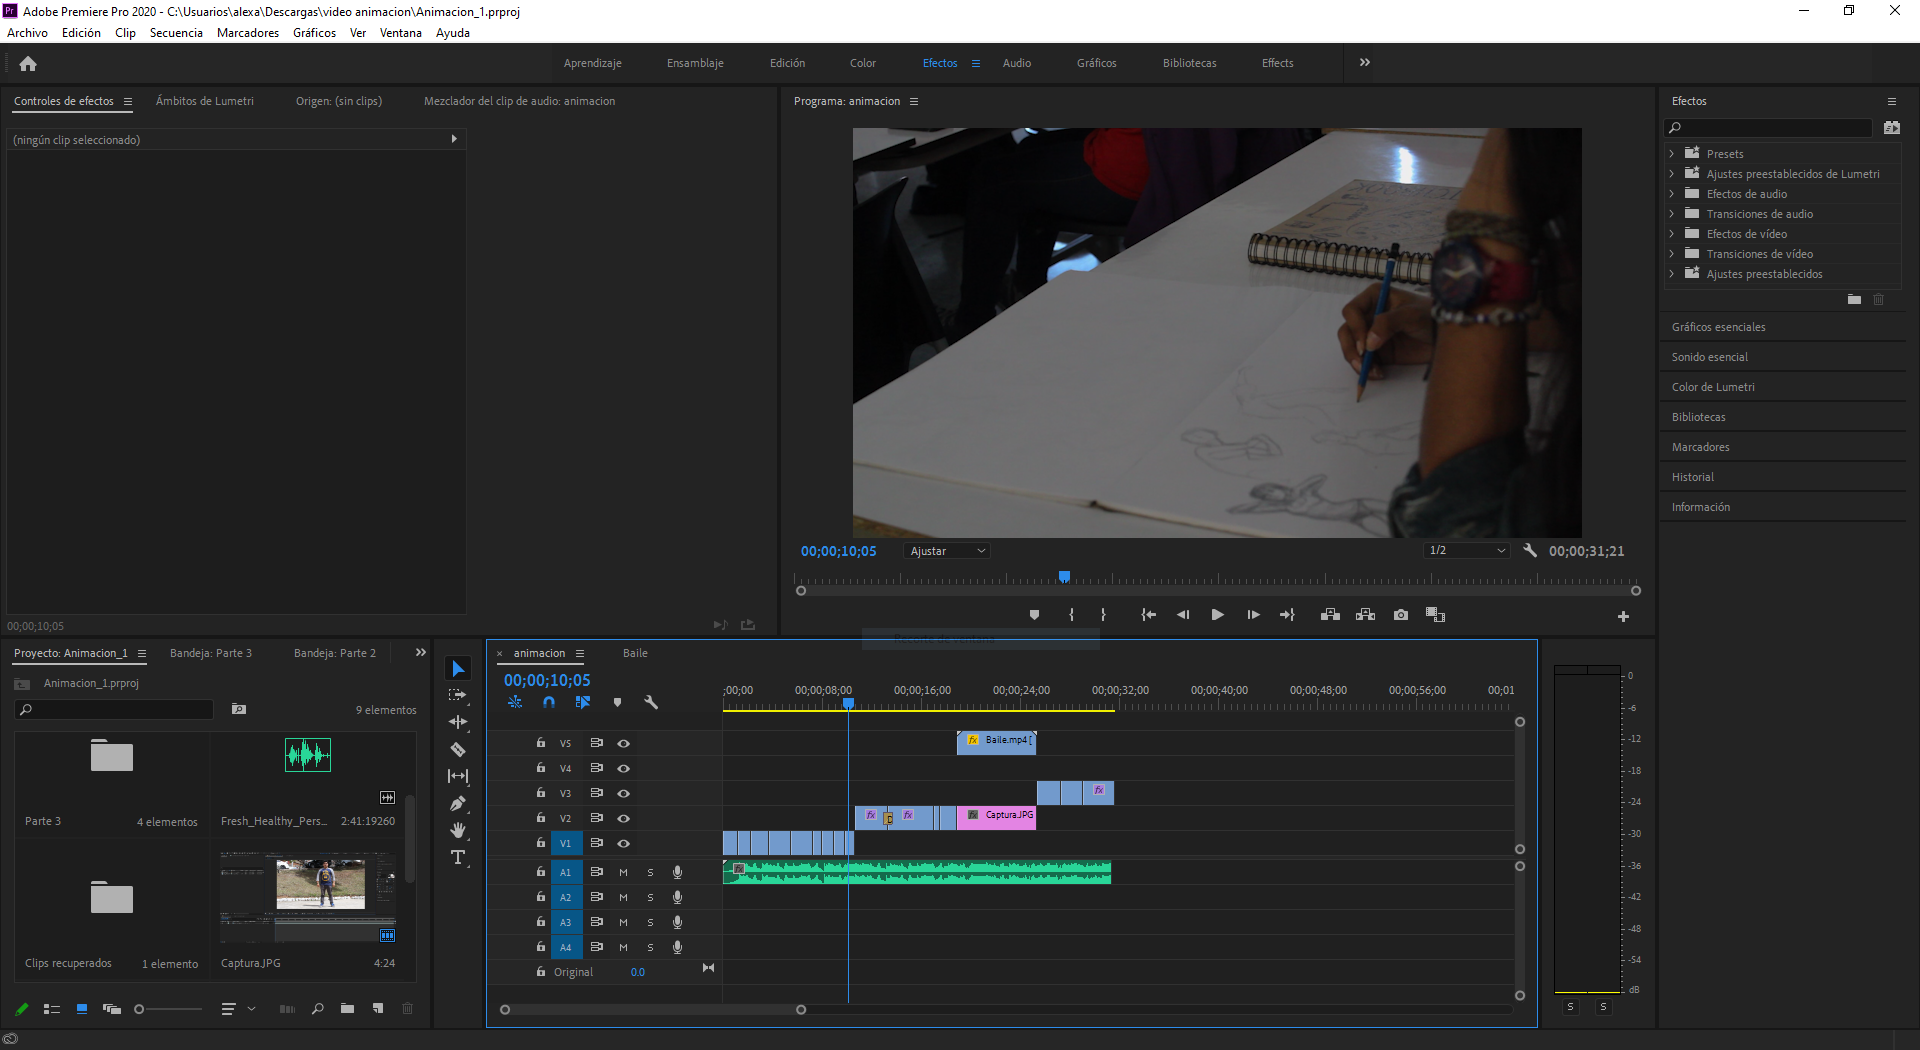 Pr Adobe Premiere Pro 2020 - C:\Usuarios\alexa\Descargas\video animacion\Animacion_1.prproj
Archivo Edición Clip Secuencia Marcadores Gráficos Ver Ventana Ayuda
Aprendizaje Ensamblaje Edición Color Efectos Audio Gráficos Bibliotecas Effects
Controles de efectos Ámbitos de Lumetri Origen: (sin clips) Mezclador del clip de audio: animacion
(ningún clip seleccionado)
00;00;10;05
Programa: animacion
00;00;10;05 Ajustar 1/2 00;00;31;21
Efectos
Presets
Ajustes preestablecidos de Lumetri
Efectos de audio
Transiciones de audio
Efectos de vídeo
Transiciones de vídeo
Ajustes preestablecidos
Gráficos esenciales
Sonido esencial
Color de Lumetri
Bibliotecas
Marcadores
Historial
Información
Proyecto: Animacion_1 Bandeja: Parte 3 Bandeja: Parte 2
Animacion_1.prproj
9 elementos
Parte 3 4 elementos
Fresh_Healthy_Pers... 2:41:19260
Clips recuperados 1 elemento
Captura.JPG 4:24
Recorte de ventana
animacion Baile
00;00;10;05
;00;00 00;00;08;00 00;00;16;00 00;00;24;00 00;00;32;00 00;00;40;00 00;00;48;00 00;00;56;00 00;01
V5 fx Baile.mp4 [
V4
V3 fx
V2 fx fx Captura.JPG
V1
A1 M S fx
A2 M S
A3 M S
A4 M S
Original 0.0
0
-6
-12
-18
-24
-30
-36
-42
-48
-54
dB
S S